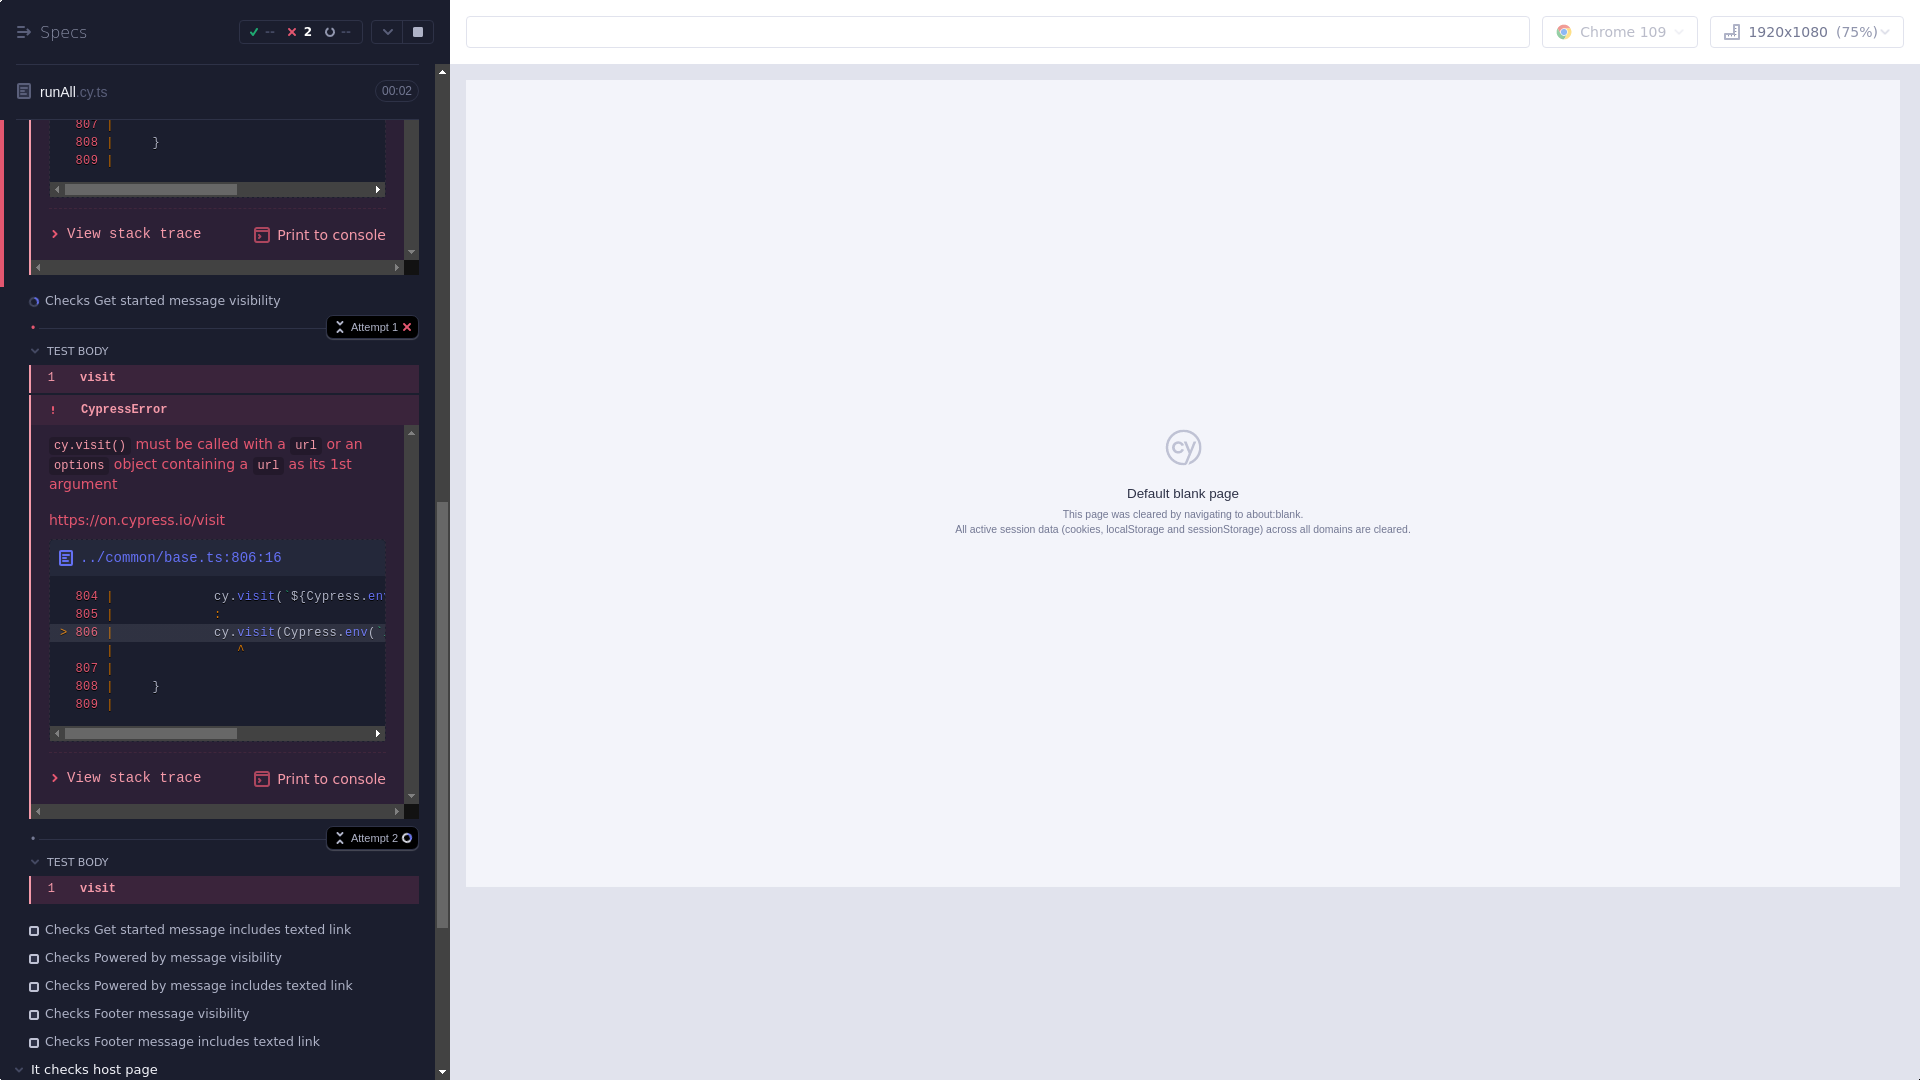 Specs
--
2
--
runAll.cy.ts
00:02
807 |
808 | }
809 |
View stack trace
Print to console
Checks Get started message visibility
Attempt 1
TEST BODY
1 visit
! CypressError
cy.visit() must be called with a url or an
options object containing a url as its 1st
argument
https://on.cypress.io/visit
../common/base.ts:806:16
804 | cy.visit(`${Cypress.env
805 | :
> 806 | cy.visit(Cypress.env(`
| ^
807 |
808 | }
809 |
View stack trace
Print to console
Attempt 2
TEST BODY
1 visit
Checks Get started message includes texted link
Checks Powered by message visibility
Checks Powered by message includes texted link
Checks Footer message visibility
Checks Footer message includes texted link
It checks host page
Chrome 109
1920x1080 (75%)
cy
Default blank page
This page was cleared by navigating to about:blank.
All active session data (cookies, localStorage and sessionStorage) across all domains are cleared.